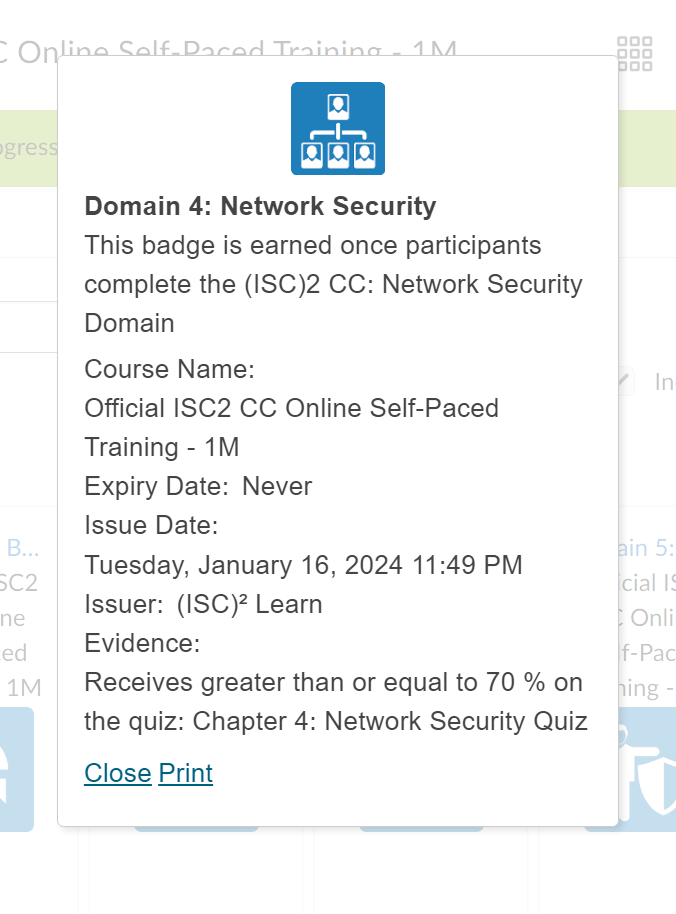 C Online Self-Paced Training - 1M
ogress
Domain 4: Network Security
This badge is earned once participants
complete the (ISC)2 CC: Network Security
Domain
Course Name:
Official ISC2 CC Online Self-Paced
Training - 1M
Expiry Date: Never
Issue Date:
Tuesday, January 16, 2024 11:49 PM
Issuer: (ISC)² Learn
Evidence:
Receives greater than or equal to 70 % on
the quiz: Chapter 4: Network Security Quiz
Close Print
In
B...
SC2
ne
ed
1M
ain 5:
icial IS
C Onli
f-Pac
ning -